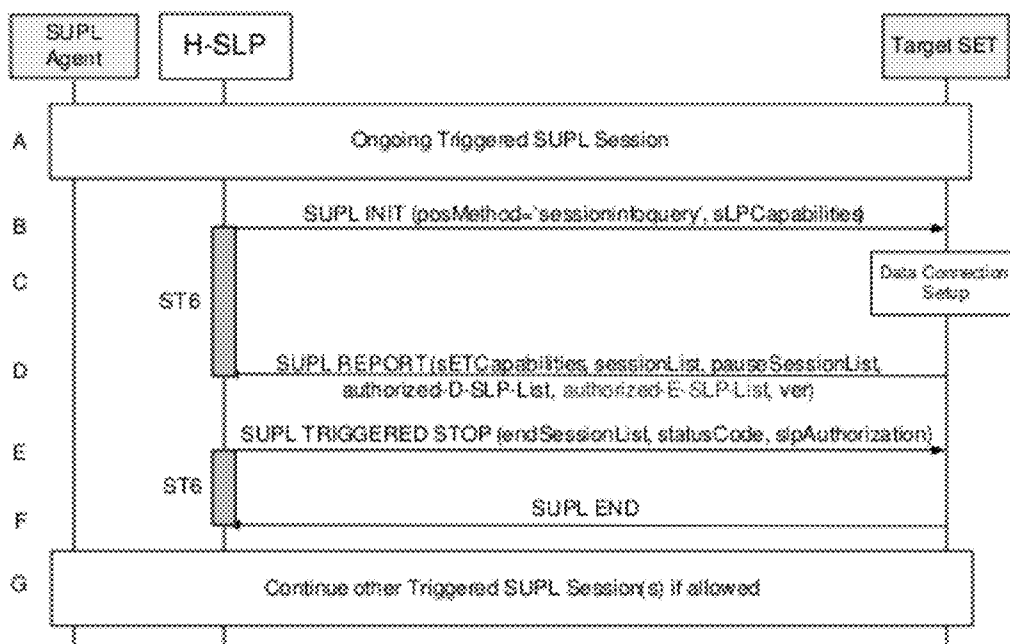 SUPL
Agent
H-SLP
Target SET
A
Ongoing Triggered SUPL Session
B
SUPL INIT (posMethod='sessioninfoquery', sLPCapabilities)
C
Data Connection
Setup
ST6
D
SUPL REPORT(sETCapabilities, sessionList, pauseSessionList,
authorized-D-SLP-List, authorized-E-SLP-List, ver)
E
SUPL TRIGGERED STOP (endSessionList, statusCode, slpAuthorization)
ST6
F
SUPL END
G
Continue other Triggered SUPL Session(s) if allowed